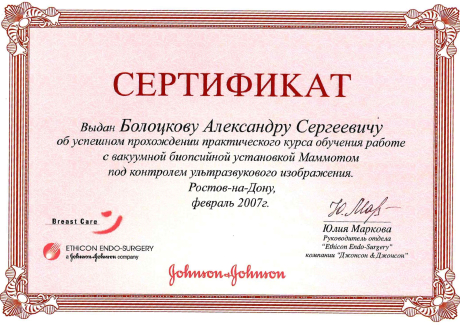 СЕРТИФИКАТ
Выдан Болоцкову Александру Сергеевичу
об успешном прохождении практического курса обучения работе
с вакуумной биопсийной установкой Маммотом
под контролем ультразвукового изображения.
Ростов-на-Дону,
февраль 2007г.
Breast Care
Ю.Мар
Юлия Маркова
Руководитель отдела
"Ethicon Endo-Surgery"
компании "Джонсон & Джонсон"
ETHICON ENDO-SURGERY
a Johnson&Johnson company
Johnson&Johnson